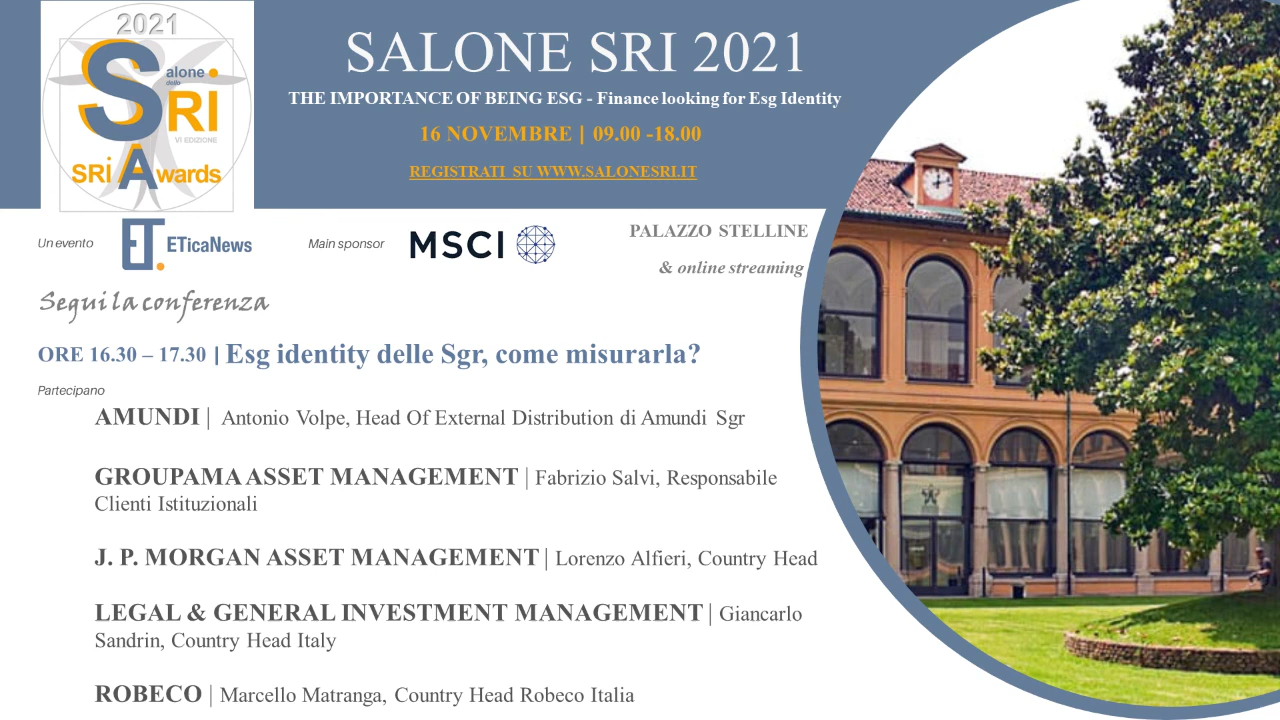 2021
Salone
dello
SRI
VI EDIZIONE
SRI Awards
SALONE SRI 2021
THE IMPORTANCE OF BEING ESG - Finance looking for Esg Identity
16 NOVEMBRE | 09.00 -18.00
REGISTRATI SU WWW.SALONESRI.IT
Un evento
ET.
ETicaNews
Main sponsor
MSCI
PALAZZO STELLINE
& online streaming
Segui la conferenza
ORE 16.30 – 17.30 | Esg identity delle Sgr, come misurarla?
Partecipano
AMUNDI | Antonio Volpe, Head Of External Distribution di Amundi Sgr
GROUPAMA ASSET MANAGEMENT | Fabrizio Salvi, Responsabile
Clienti Istituzionali
J. P. MORGAN ASSET MANAGEMENT | Lorenzo Alfieri, Country Head
LEGAL & GENERAL INVESTMENT MANAGEMENT | Giancarlo
Sandrin, Country Head Italy
ROBECO | Marcello Matranga, Country Head Robeco Italia